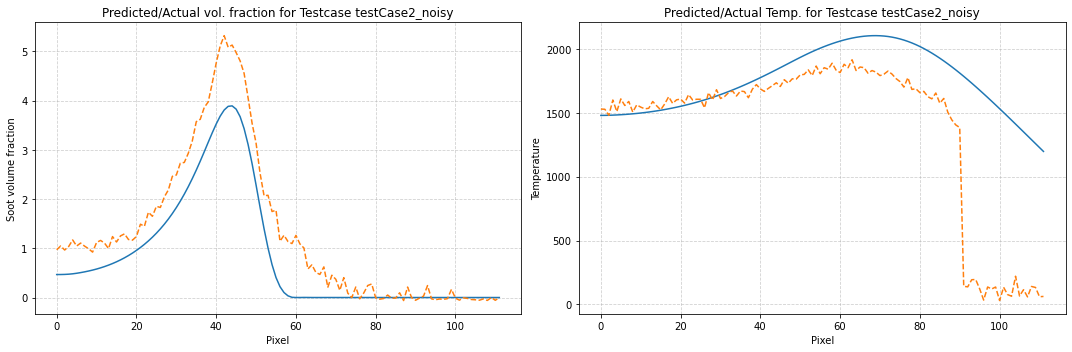 Predicted/Actual vol. fraction for Testcase testCase2_noisy
Soot volume fraction
5
4
3
2
1
0
0 20 40 60 80 100
Pixel
Predicted/Actual Temp. for Testcase testCase2_noisy
Temperature
2000
1500
1000
500
0
0 20 40 60 80 100
Pixel